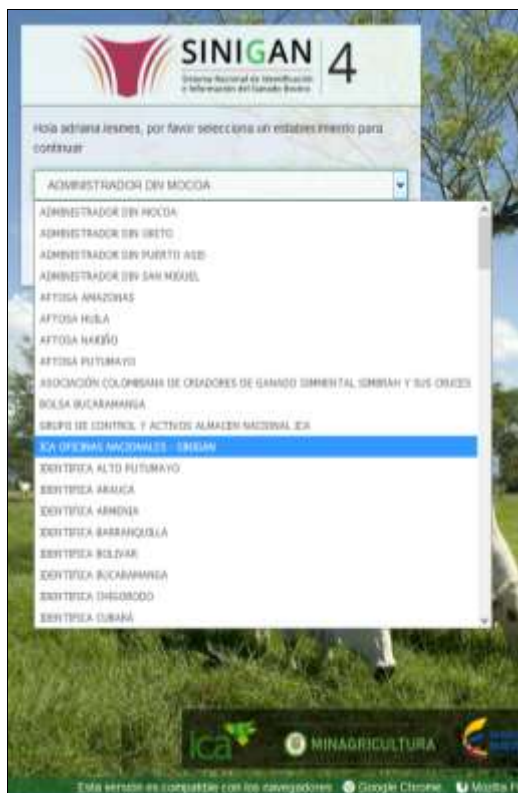 SINIGAN 4
Sistema Nacional de Identificación
e Información del Ganado Bovino
Hola adriana lesmes, por favor selecciona un establecimiento para
continuar
ADMINISTRADOR DIN MOCOA
ADMINISTRADOR DIN MOCOA
ADMINISTRADOR DIN ORITO
ADMINISTRADOR DIN PUERTO ASIS
ADMINISTRADOR DIN SAN MIGUEL
AFTOSA AMAZONAS
AFTOSA HUILA
AFTOSA NARIÑO
AFTOSA PUTUMAYO
ASOCIACIÓN COLOMBIANA DE CRIADORES DE GANADO SIMMENTAL SIMBRAH Y SUS CRUCES
BOLSA BUCARAMANGA
GRUPO DE CONTROL Y ACTIVOS ALMACEN NACIONAL ICA
ICA OFICINAS NACIONALES - SINIGAN
IDENTIFICA ALTO PUTUMAYO
IDENTIFICA ARAUCA
IDENTIFICA ARMENIA
IDENTIFICA BARRANQUILLA
IDENTIFICA BOLIVAR
IDENTIFICA BUCARAMANGA
IDENTIFICA CHIGORODO
IDENTIFICA CUBARÁ
ica MINAGRICULTURA
Esta versión es compatible con los navegadores Google Chrome Mozilla